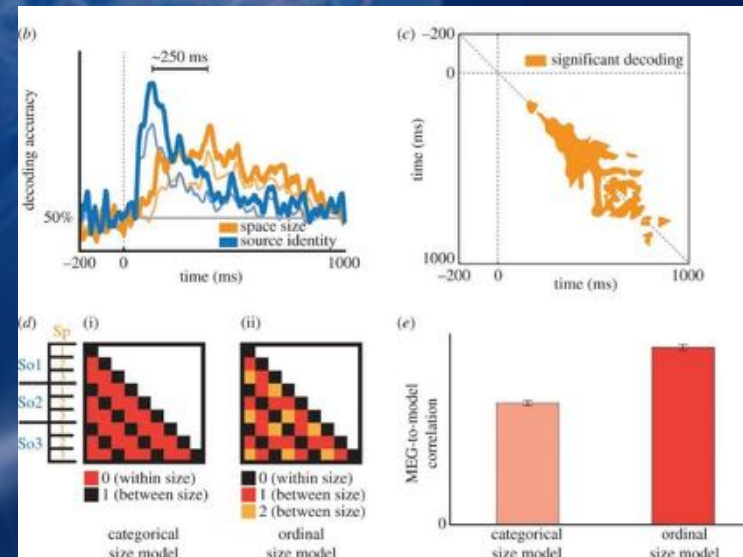 (b)
~250 ms
decoding accuracy
50%
space size
source identity
−200
0
1000
time (ms)
(c)
−200
0
significant decoding
time (ms)
1000
−200
0
1000
time (ms)
(d)
Sp
(i)
So1
So2
So3
0 (within size)
1 (between size)
categorical
size model
(ii)
0 (within size)
1 (between size)
2 (between size)
ordinal
size model
(e)
MEG-to-model
correlation
0
categorical
size model
ordinal
size model